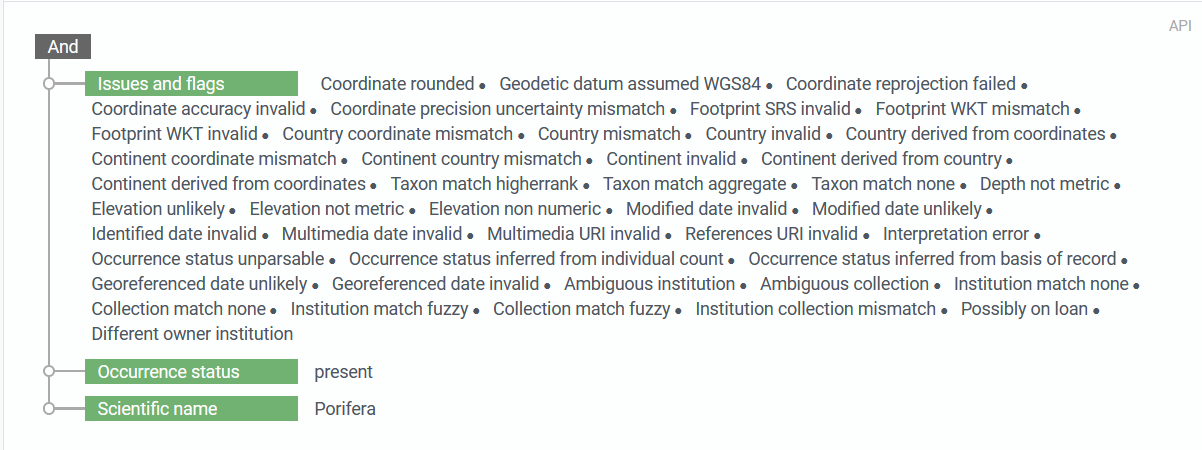 API
And
Issues and flags Coordinate rounded • Geodetic datum assumed WGS84 • Coordinate reprojection failed •
Coordinate accuracy invalid • Coordinate precision uncertainty mismatch • Footprint SRS invalid • Footprint WKT mismatch •
Footprint WKT invalid • Country coordinate mismatch • Country mismatch • Country invalid • Country derived from coordinates •
Continent coordinate mismatch • Continent country mismatch • Continent invalid • Continent derived from country •
Continent derived from coordinates • Taxon match higherrank • Taxon match aggregate • Taxon match none • Depth not metric •
Elevation unlikely • Elevation not metric • Elevation non numeric • Modified date invalid • Modified date unlikely •
Identified date invalid • Multimedia date invalid • Multimedia URI invalid • References URI invalid • Interpretation error •
Occurrence status unparsable • Occurrence status inferred from individual count • Occurrence status inferred from basis of record •
Georeferenced date unlikely • Georeferenced date invalid • Ambiguous institution • Ambiguous collection • Institution match none •
Collection match none • Institution match fuzzy • Collection match fuzzy • Institution collection mismatch • Possibly on loan •
Different owner institution
Occurrence status present
Scientific name Porifera